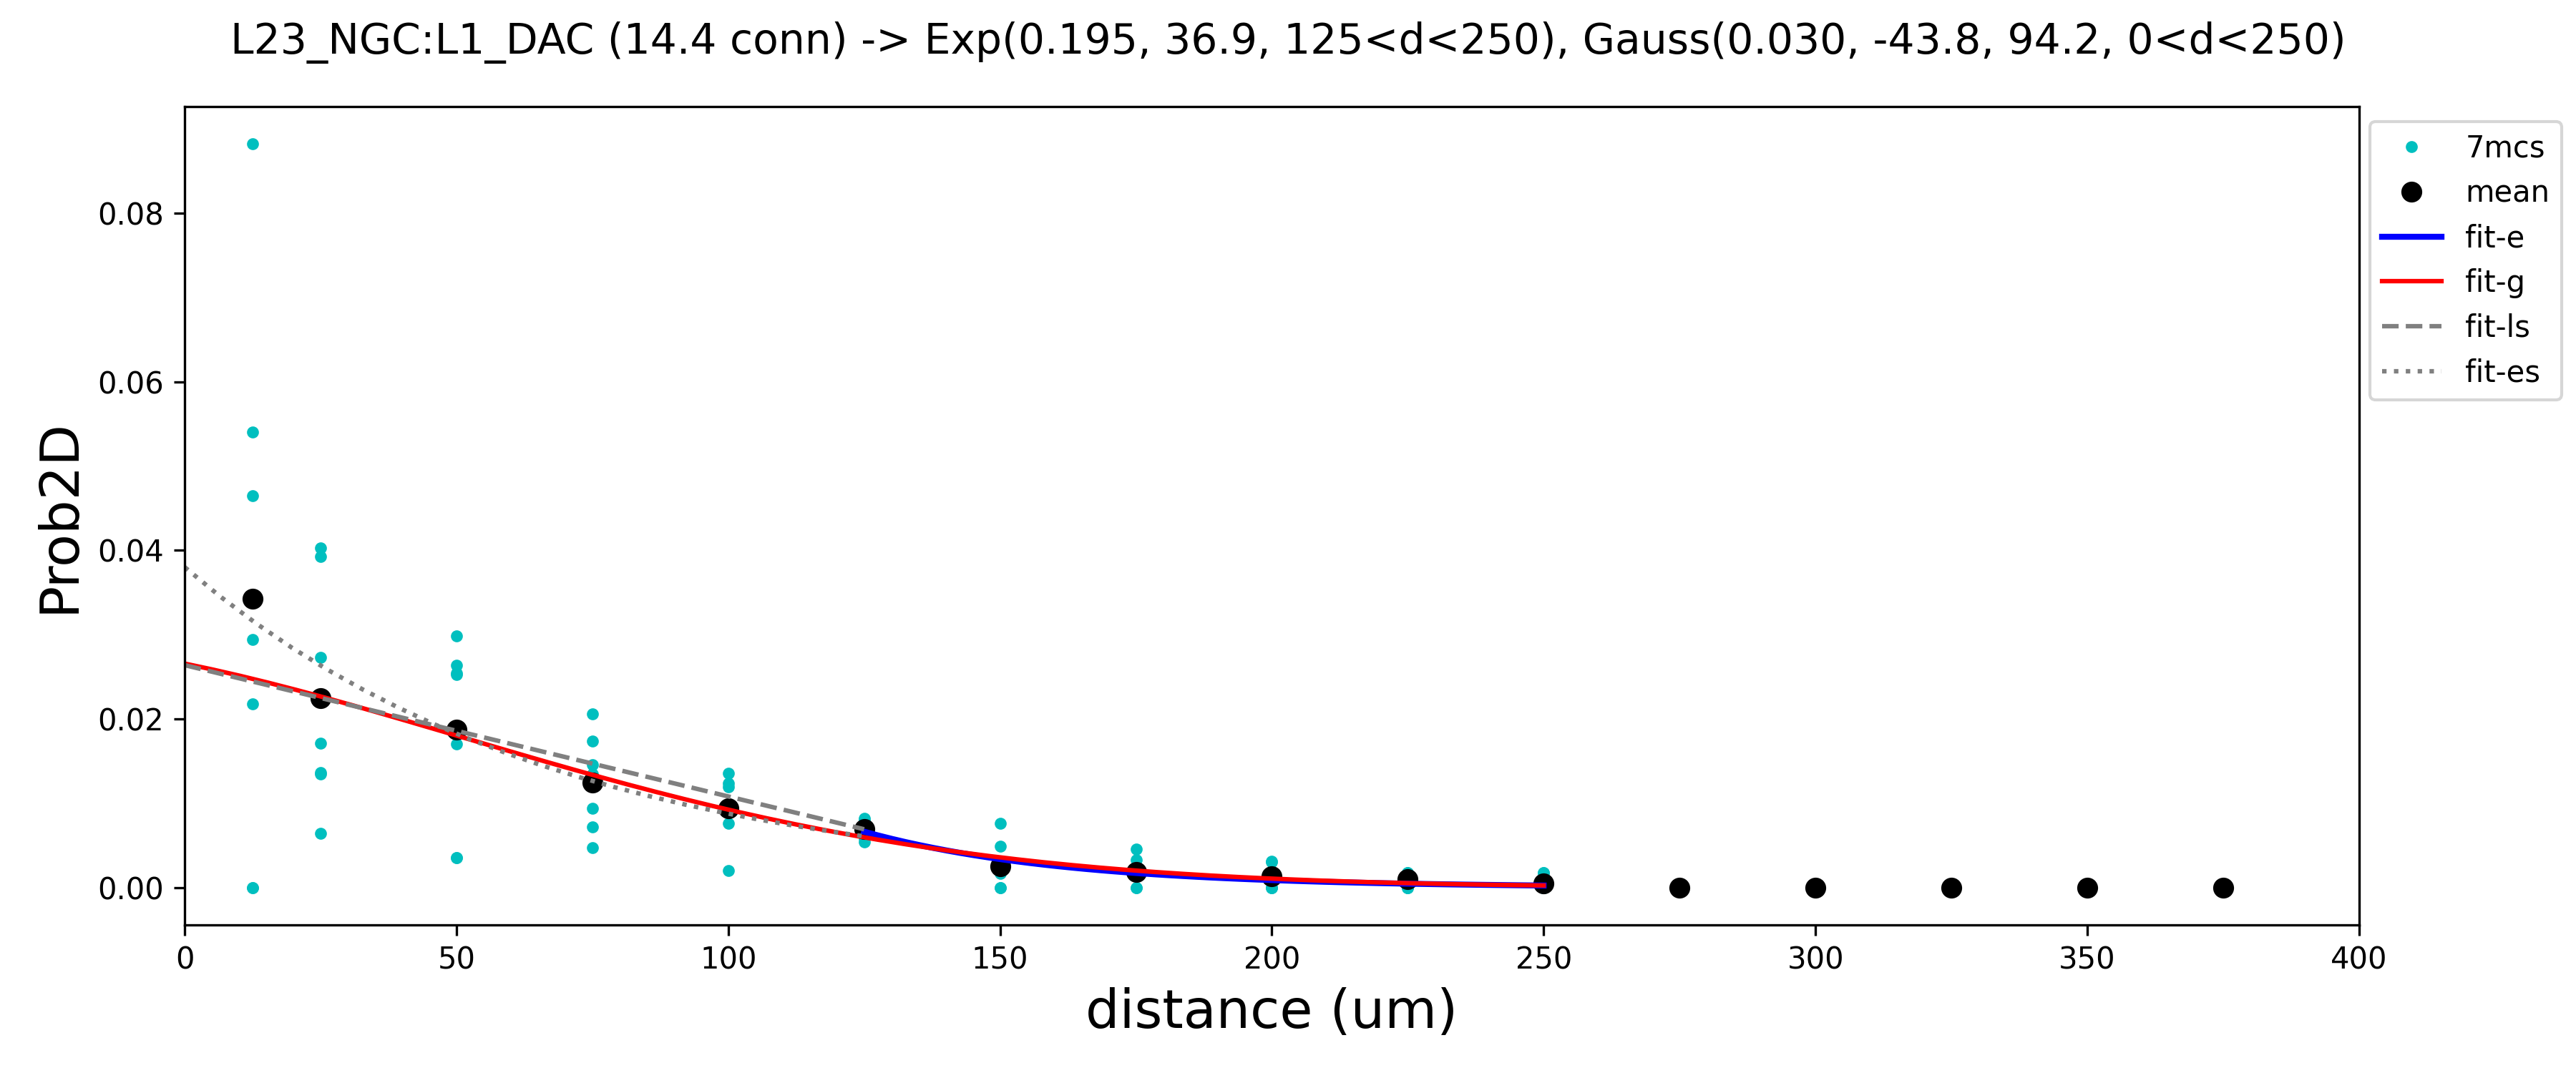 L23_NGC:L1_DAC (14.4 conn) -> Exp(0.195, 36.9, 125<d<250), Gauss(0.030, -43.8, 94.2, 0<d<250)
7mcs
mean
fit-e
fit-g
fit-ls
fit-es
Prob2D
0.08
0.06
0.04
0.02
0.00
0 50 100 150 200 250 300 350 400
distance (um)